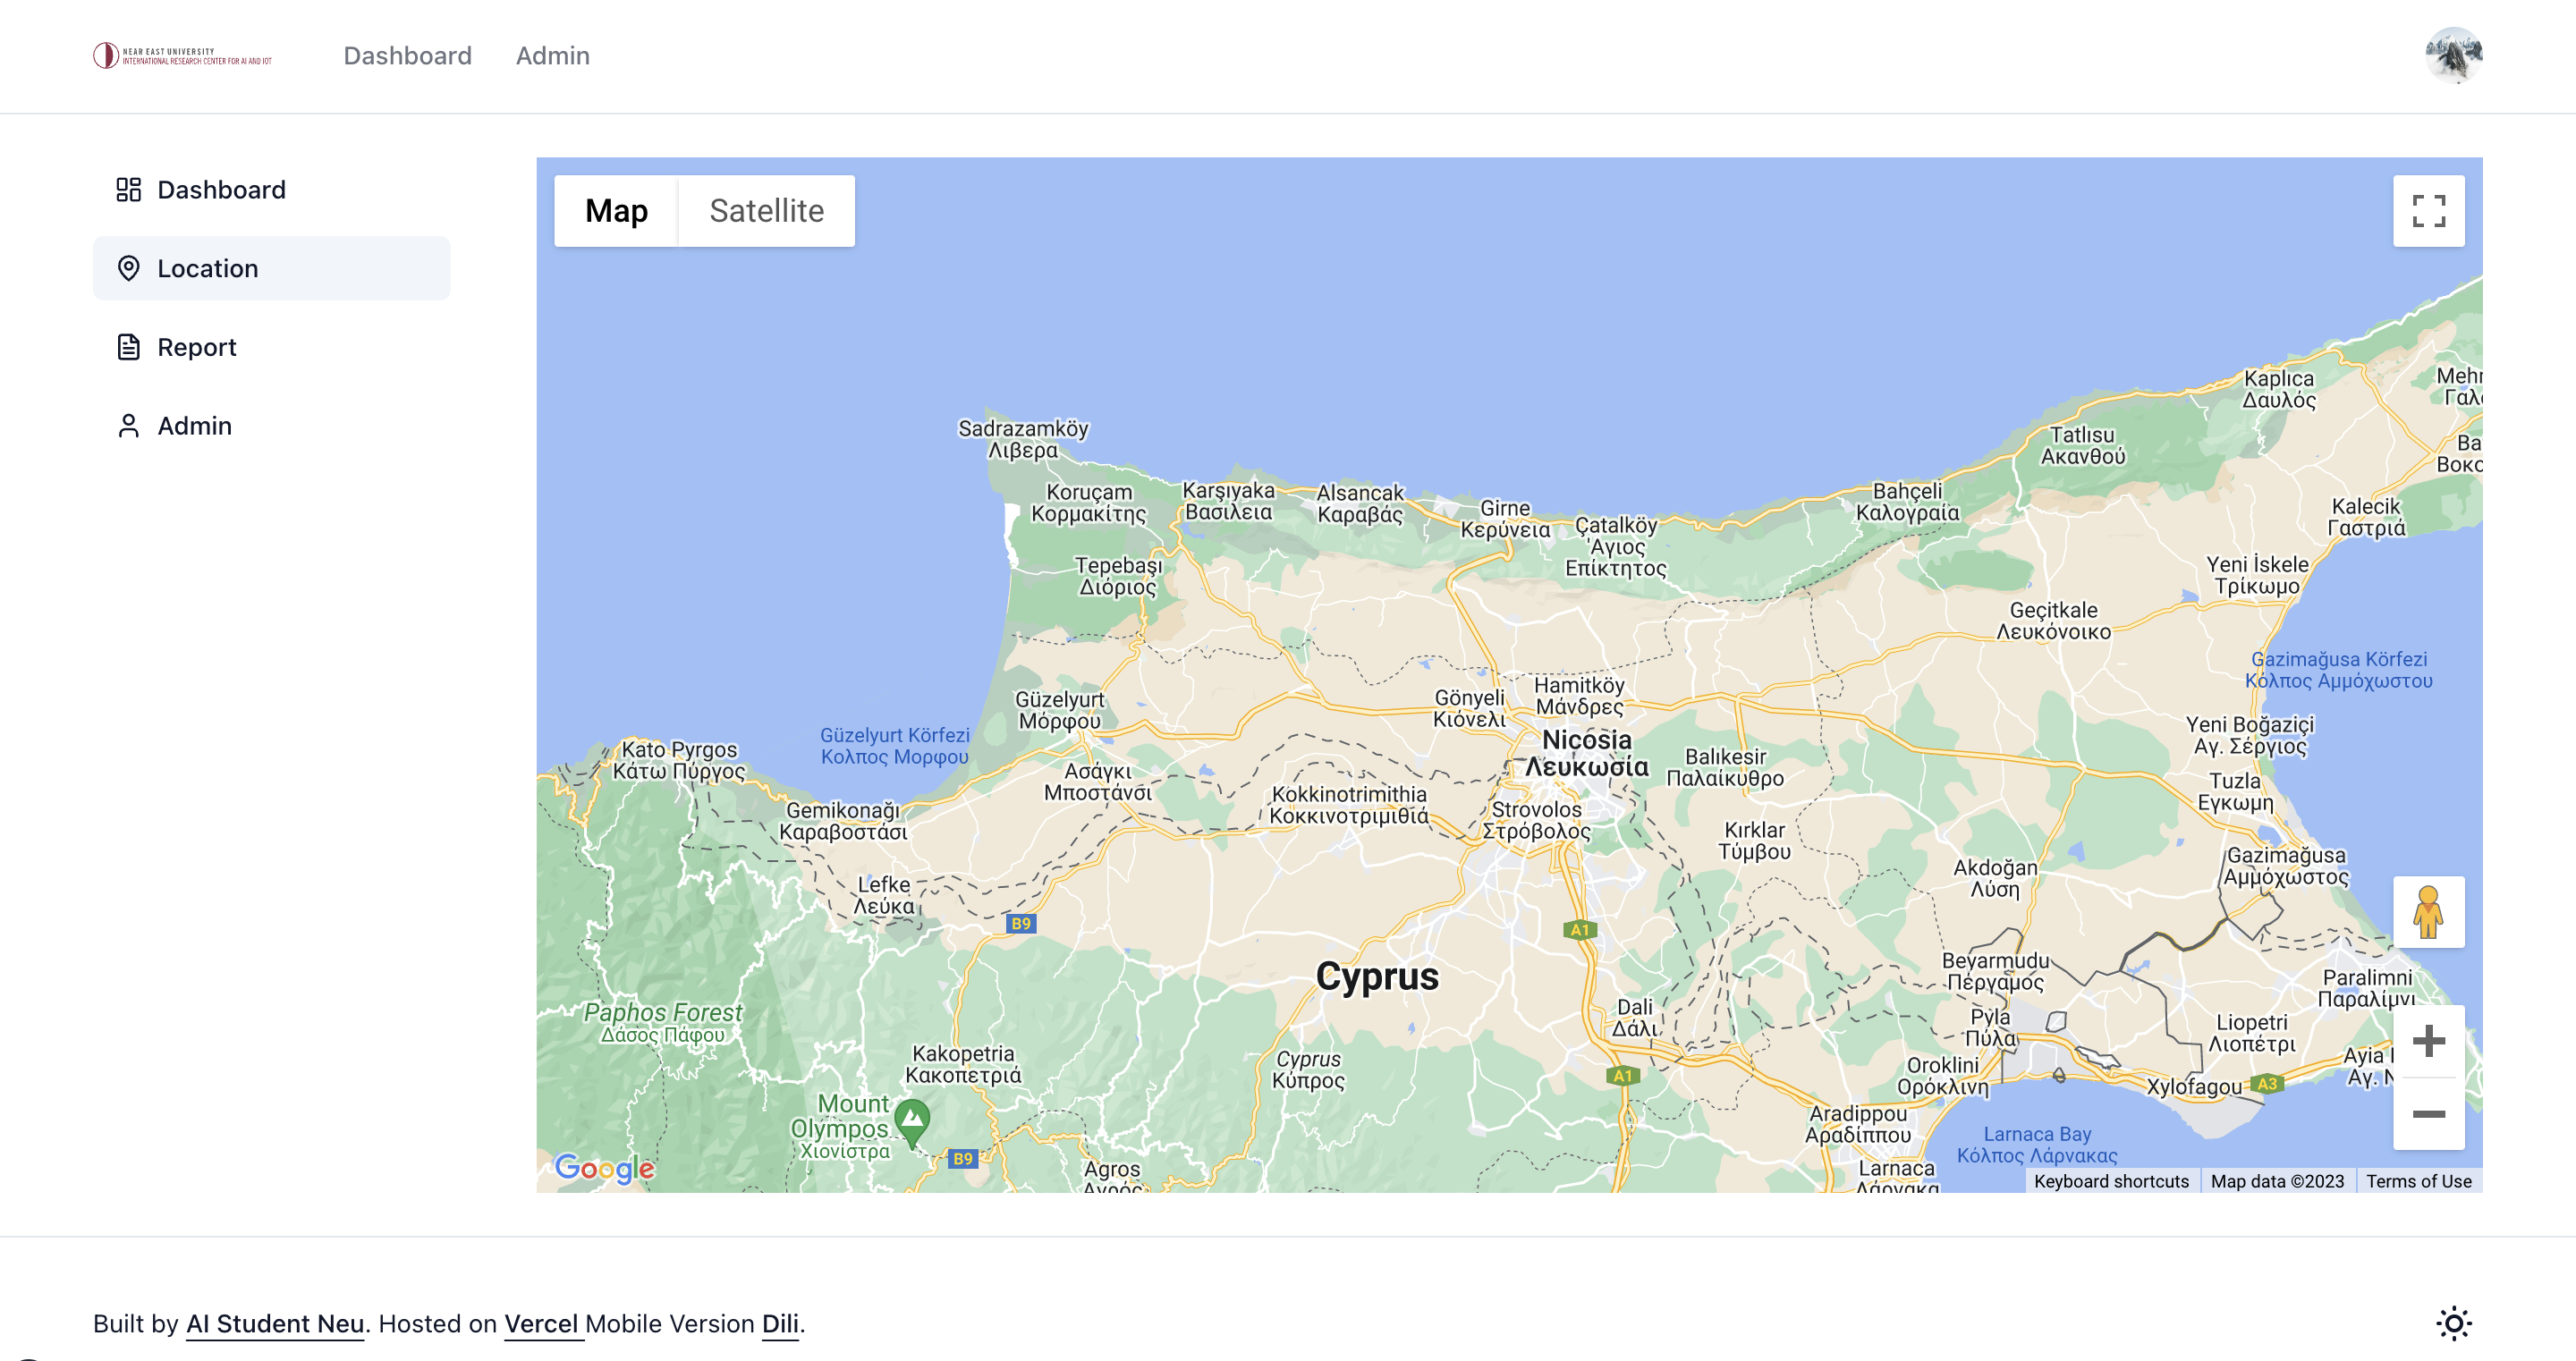 NEAR EAST UNIVERSITY
INTERNATIONAL RESEARCH CENTER FOR AI AND IOT
Dashboard
Admin
Dashboard
Location
Report
Admin
Map
Satellite
Kaplıca
Δαυλός
Sadrazamköy
Λιβερα
Tatlısu
Ακανθού
Koruçam
Κορμακίτης
Karşıyaka
Βασιλεια
Alsancak
Καραβάς
Girne
Κερύνεια
Çatalköy
Άγιος
Επίκτητος
Bahçeli
Καλογραία
Kalecik
Γαστριά
Tepebaşı
Διόριος
Yeni İskele
Τρίκωμο
Geçitkale
Λευκόνοικο
Gazimağusa Körfezi
Κόλπος Αμμόχωστου
Güzelyurt
Μόρφου
Gönyeli
Κιόνελι
Hamitköy
Μάνδρες
Güzelyurt Körfezi
Κολπος Μορφου
Nicosia
Λευκωσία
Yeni Boğaziçi
Αγ. Σέργιος
Kato Pyrgos
Κάτω Πύργος
Ασάγκι
Μποστάνσι
Balıkesir
Παλαίκυθρο
Tuzla
Εγκωμη
Gemikonağı
Καραβοστάσι
Kokkinotrimithia
Κοκκινοτριμιθιά
Strovolos
Στρόβολος
Kırklar
Τύμβου
Lefke
Λεύκα
Akdoğan
Λύση
Gazimağusa
Αμμόχωστος
B9
A1
Cyprus
Beyarmudu
Πέργαμος
Paralimni
Παραλίμνι
Paphos Forest
Δάσος Πάφου
Dali
Δάλι
Pyla
Πύλα
Liopetri
Λιοπέτρι
Kakopetria
Κακοπετριά
Cyprus
Κύπρος
A1
Oroklini
Ορόκλινη
Xylofagou
A3
Ayia
Αγ.
Mount
Olympos
Χιονίστρα
Aradippou
Αραδίππου
Larnaca Bay
Κόλπος Λάρνακας
B9
Agros
Αγρός
Larnaca
Λάρνακα
Google
Keyboard shortcuts
Map data ©2023
Terms of Use
Built by AI Student Neu. Hosted on Vercel Mobile Version Dili.